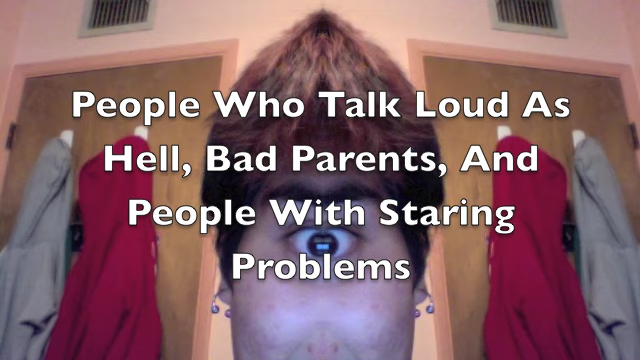 People Who Talk Loud As
Hell, Bad Parents, And
People With Staring
Problems